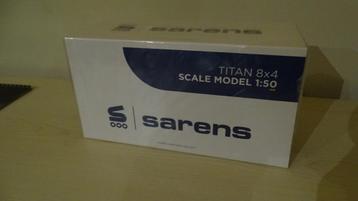 sarens
TITAN 8x4
SCALE MODEL 1:50
sarens